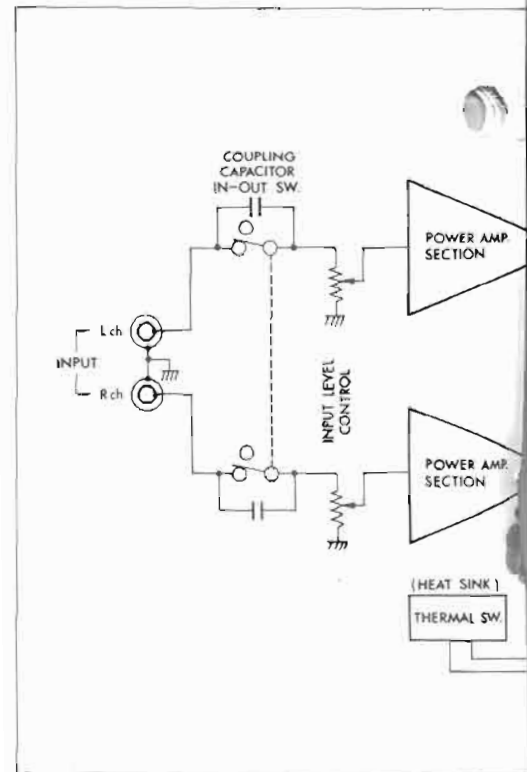 COUPLING
CAPACITOR
IN-OUT SW.
POWER AMP.
SECTION
L ch
INPUT
R ch
INPUT LEVEL
CONTROL
POWER AMP.
SECTION
(HEAT SINK)
THERMAL SW.